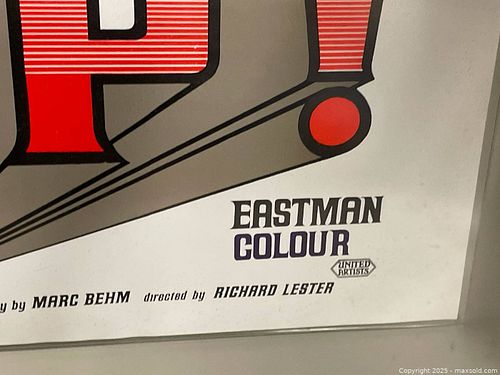 P!
EASTMAN
COLOUR
UNITED
ARTISTS
y by MARC BEHM directed by RICHARD LESTER
Copyright 2025 - maxsold.com